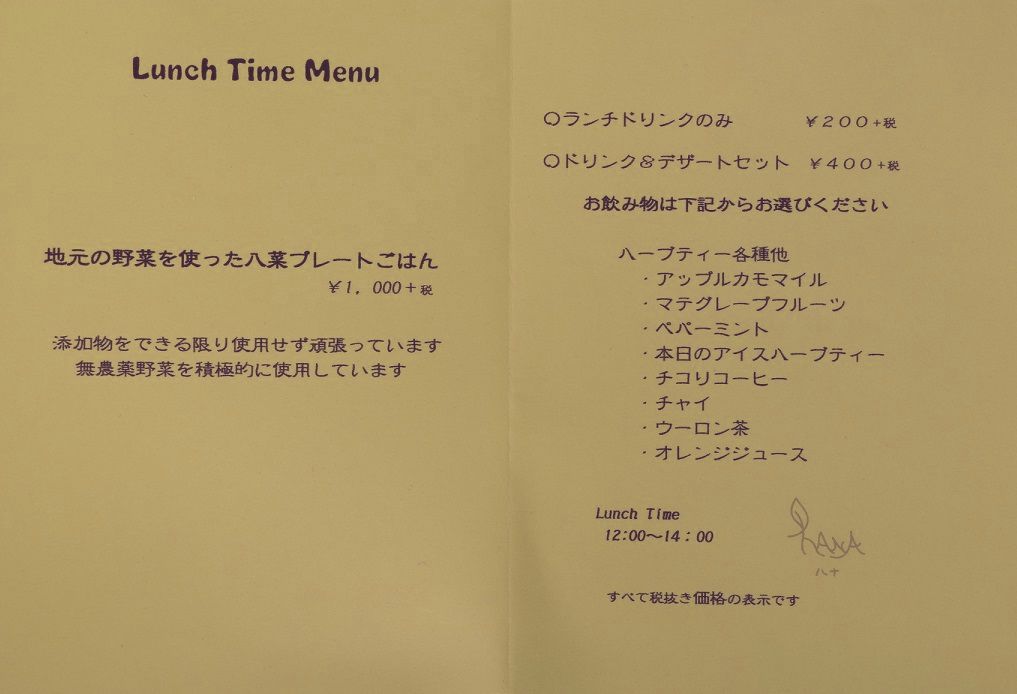 Lunch Time Menu
地元の野菜を使った八菜プレートごはん
￥1，000＋税
添加物をできる限り使用せず頑張っています
無農薬野菜を積極的に使用しています
〇ランチドリンクのみ ￥２００+税
〇ドリンク＆デザートセット ￥４００+税
お飲み物は下記からお選びください
ハーブティー各種他
・アップルカモマイル
・マテグレープフルーツ
・ペパーミント
・本日のアイスハーブティー
・チコリコーヒー
・チャイ
・ウーロン茶
・オレンジジュース
Lunch Time
12:00～14：00
HANA
ハナ
すべて税抜き価格の表示です